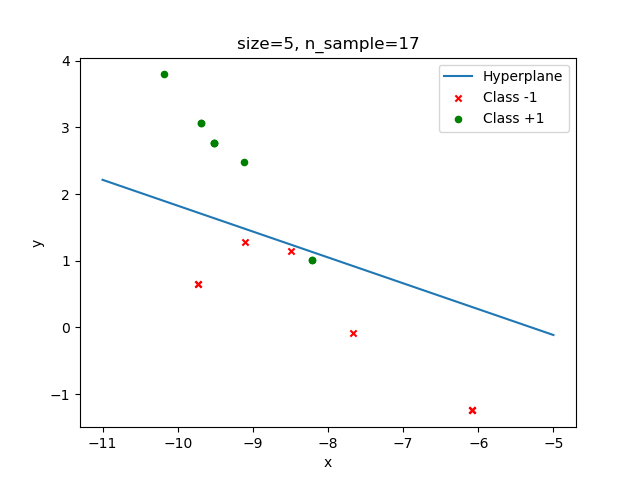 size=5, n_sample=17
Hyperplane
Class -1
Class +1
4
3
2
1
0
−1
y
−11 −10 −9 −8 −7 −6 −5
x